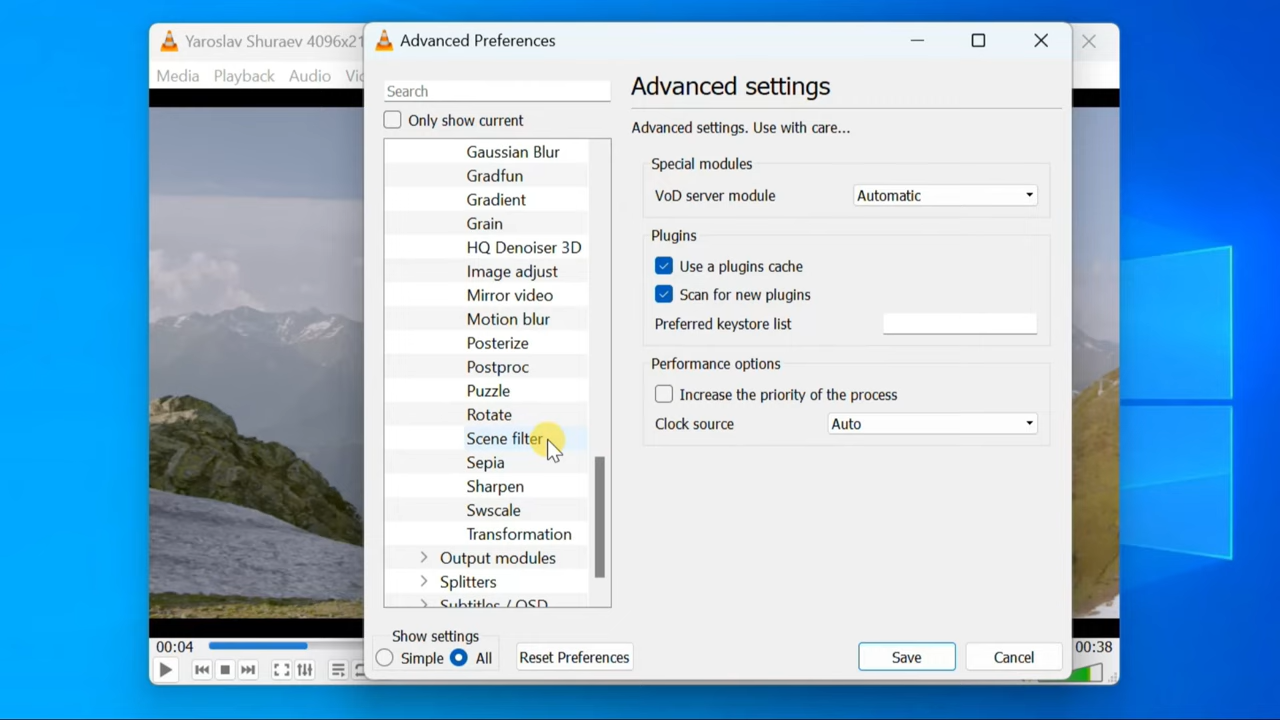 Yaroslav Shuraev 4096x21
Media Playback Audio Vi
Advanced Preferences
Search
Only show current
Gaussian Blur
Gradfun
Gradient
Grain
HQ Denoiser 3D
Image adjust
Mirror video
Motion blur
Posterize
Postproc
Puzzle
Rotate
Scene filter
Sepia
Sharpen
Swscale
Transformation
Output modules
Splitters
Subtitles / OSD
Show settings
Simple All
Reset Preferences
Advanced settings
Advanced settings. Use with care...
Special modules
VoD server module Automatic
Plugins
Use a plugins cache
Scan for new plugins
Preferred keystore list
Performance options
Increase the priority of the process
Clock source Auto
Save Cancel
00:04
00:38